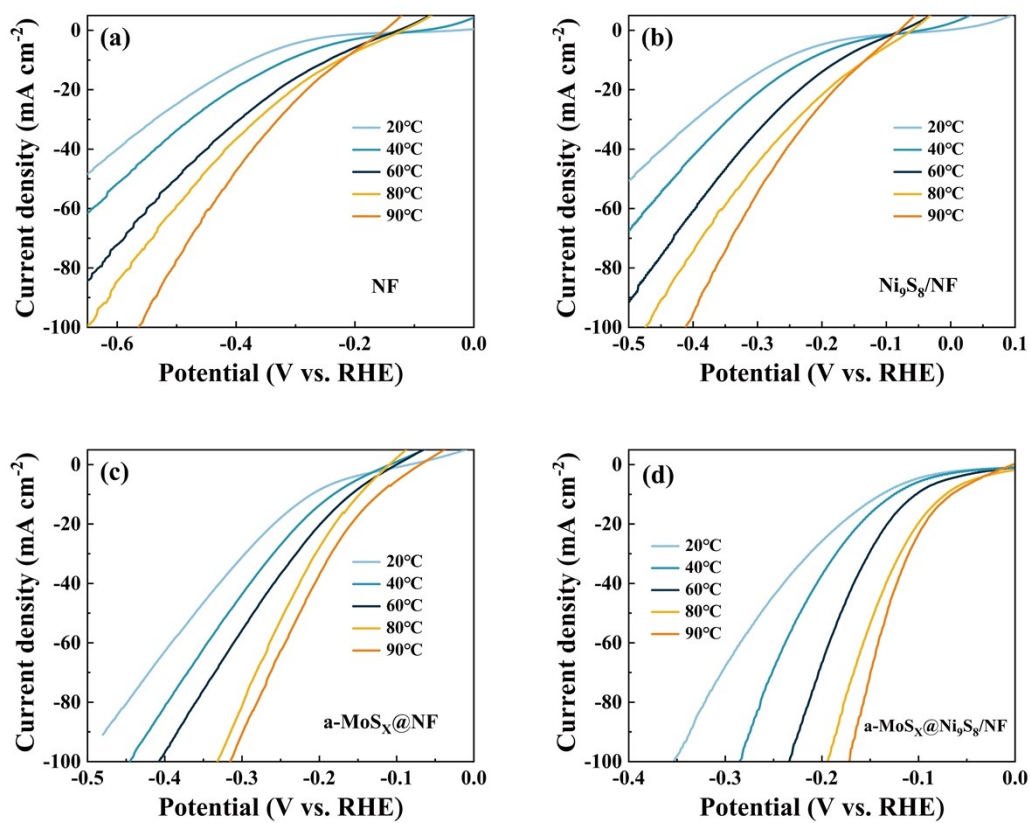 (a)
Current density (mA cm⁻²)
0
-20
-40
-60
-80
-100
20°C
40°C
60°C
80°C
90°C
NF
-0.6
-0.4
-0.2
0.0
Potential (V vs. RHE)
(b)
Current density (mA cm⁻²)
0
-20
-40
-60
-80
-100
20°C
40°C
60°C
80°C
90°C
Ni₉S₈/NF
-0.5
-0.4
-0.3
-0.2
-0.1
0.0
0.1
Potential (V vs. RHE)
(c)
Current density (mA cm⁻²)
0
-20
-40
-60
-80
-100
20°C
40°C
60°C
80°C
90°C
a-MoSₓ@NF
-0.5
-0.4
-0.3
-0.2
-0.1
0.0
Potential (V vs. RHE)
(d)
Current density (mA cm⁻²)
0
-20
-40
-60
-80
-100
20°C
40°C
60°C
80°C
90°C
a-MoSₓ@Ni₉S₈/NF
-0.4
-0.3
-0.2
-0.1
0.0
Potential (V vs. RHE)